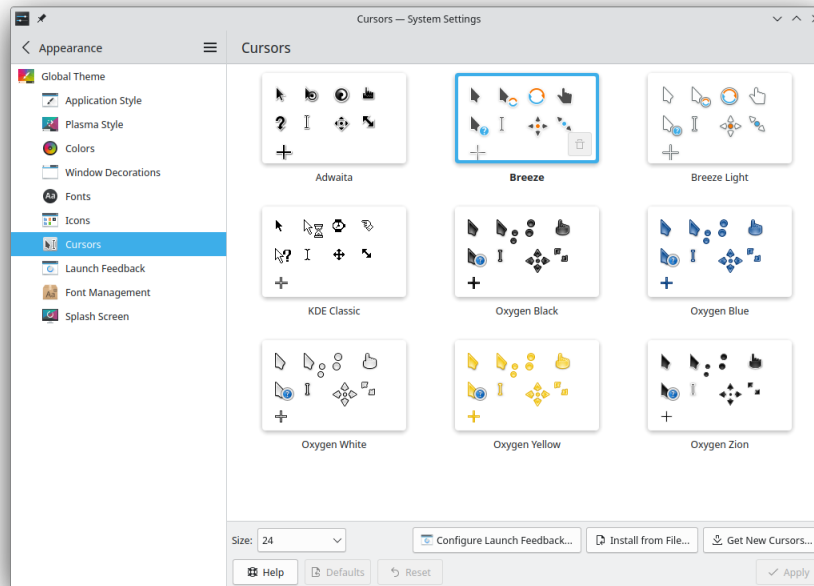 Cursors — System Settings
Appearance
Cursors
Global Theme
Application Style
Plasma Style
Colors
Window Decorations
Fonts
Icons
Cursors
Launch Feedback
Font Management
Splash Screen
Adwaita
Breeze
Breeze Light
KDE Classic
Oxygen Black
Oxygen Blue
Oxygen White
Oxygen Yellow
Oxygen Zion
Size: 24
Configure Launch Feedback...
Install from File...
Get New Cursors...
Help
Defaults
Reset
Apply